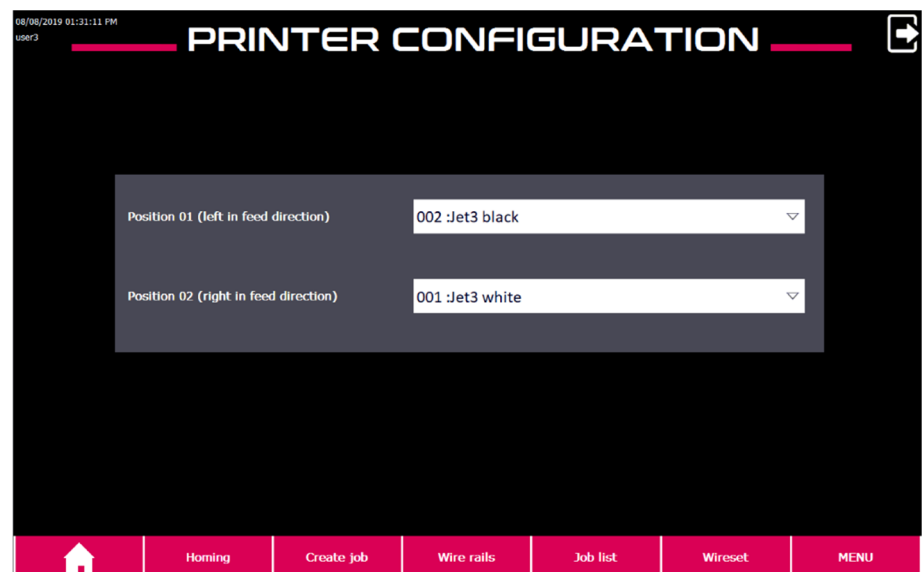 08/08/2019 01:31:11 PM
user3
PRINTER CONFIGURATION
Position 01 (left in feed direction)
002 :Jet3 black
Position 02 (right in feed direction)
001 :Jet3 white
Homing
Create job
Wire rails
Job list
Wireset
MENU